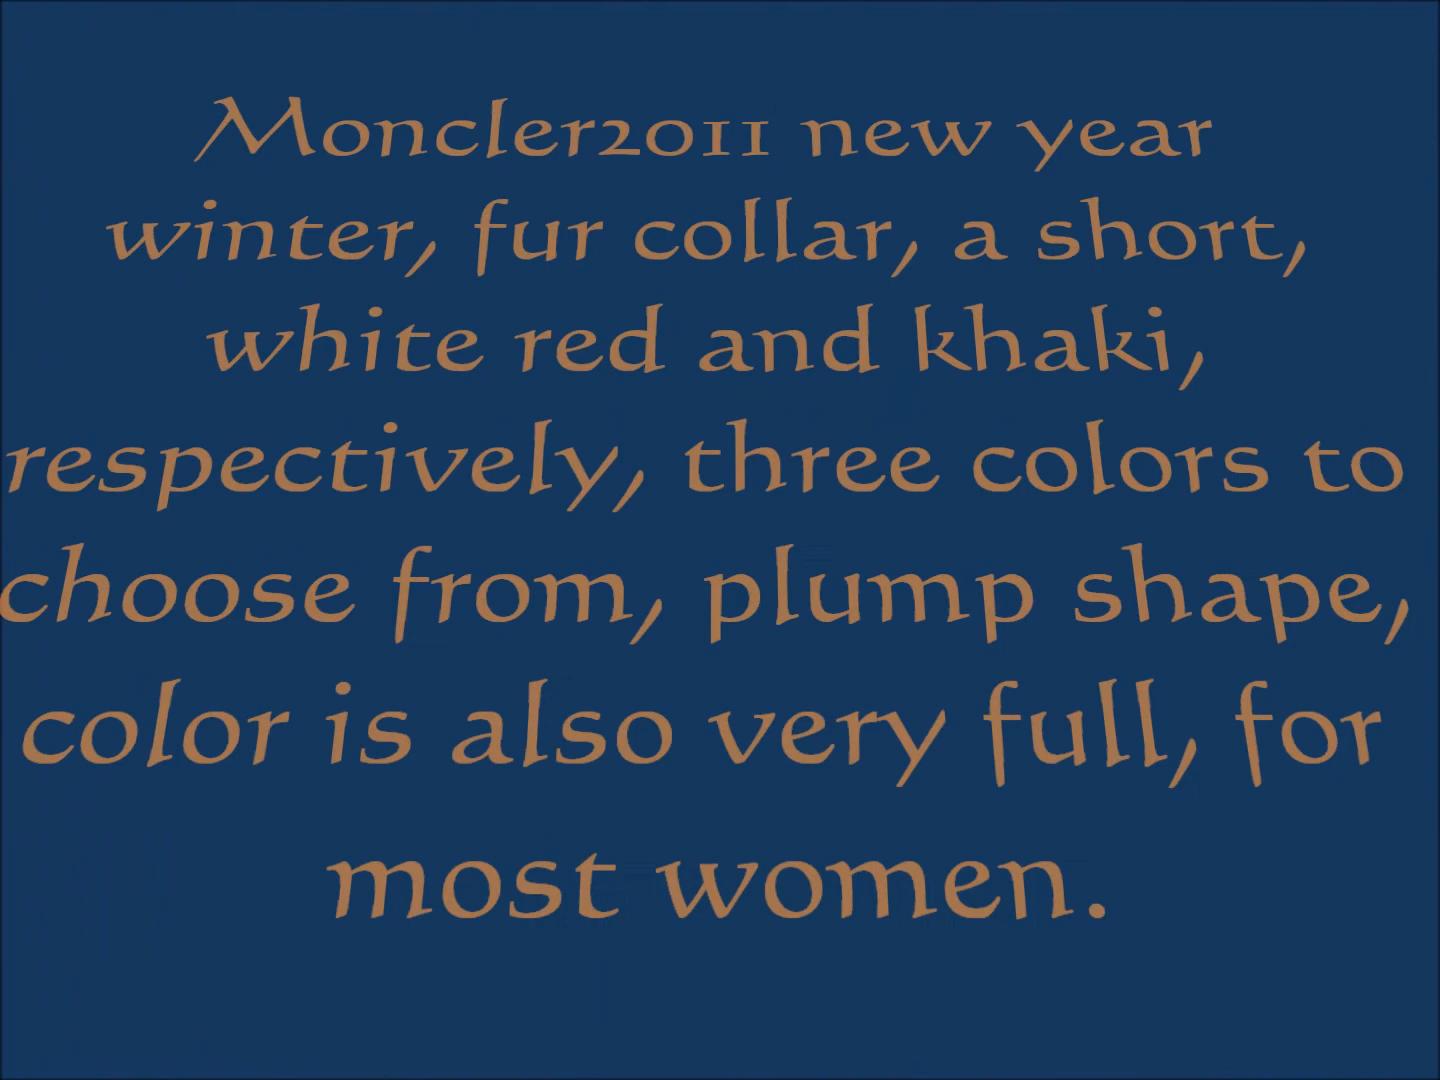 Moncler2011 new year
winter, fur collar, a short,
white red and khaki,
respectively, three colors to
choose from, plump shape,
color is also very full, for
most women.